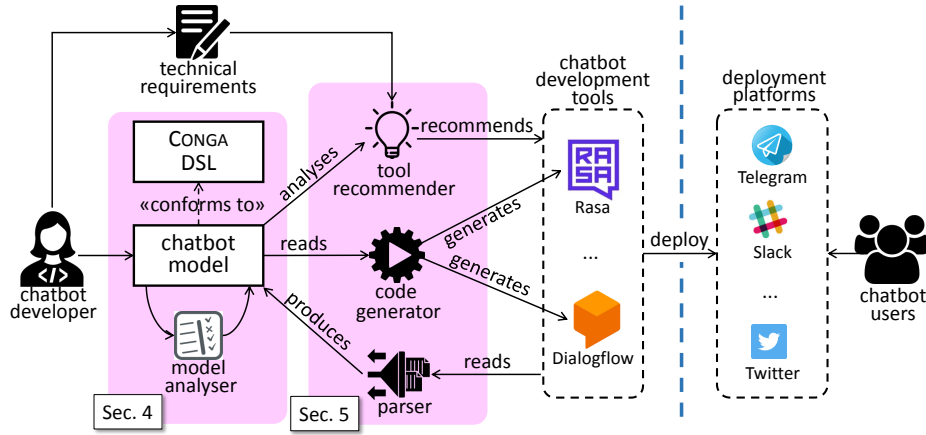 technical
requirements
chatbot
development
tools
deployment
platforms
CONGA
DSL
analyses
recommends
tool
recommender
RASA
Rasa
Telegram
«conforms to»
chatbot
model
reads
generates
generates
code
generator
...
deploy
Slack
...
chatbot
developer
chatbot
users
produces
model
analyser
Dialogflow
Twitter
reads
parser
Sec. 4
Sec. 5